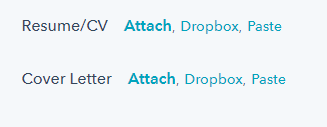 Resume/CV Attach, Dropbox, Paste
Cover Letter Attach, Dropbox, Paste